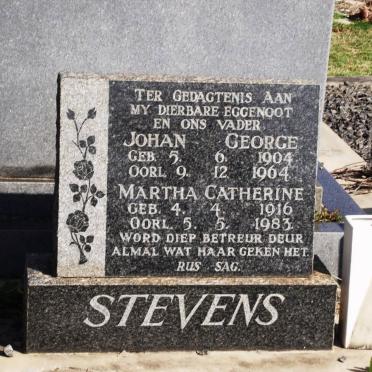 TER GEDAGTENIS AAN
MY DIERBARE EGGENOOT
EN ONS VADER
JOHAN GEORGE
GEB. 5. 6. 1904
OORL. 9. 12. 1964.
MARTHA CATHERINE
GEB. 4. 4. 1916
OORL. 5. 5. 1983.
WORD DIEP BETREUR DEUR
ALMAL WAT HAAR GEKEN HET.
RUS SAG.
STEVENS